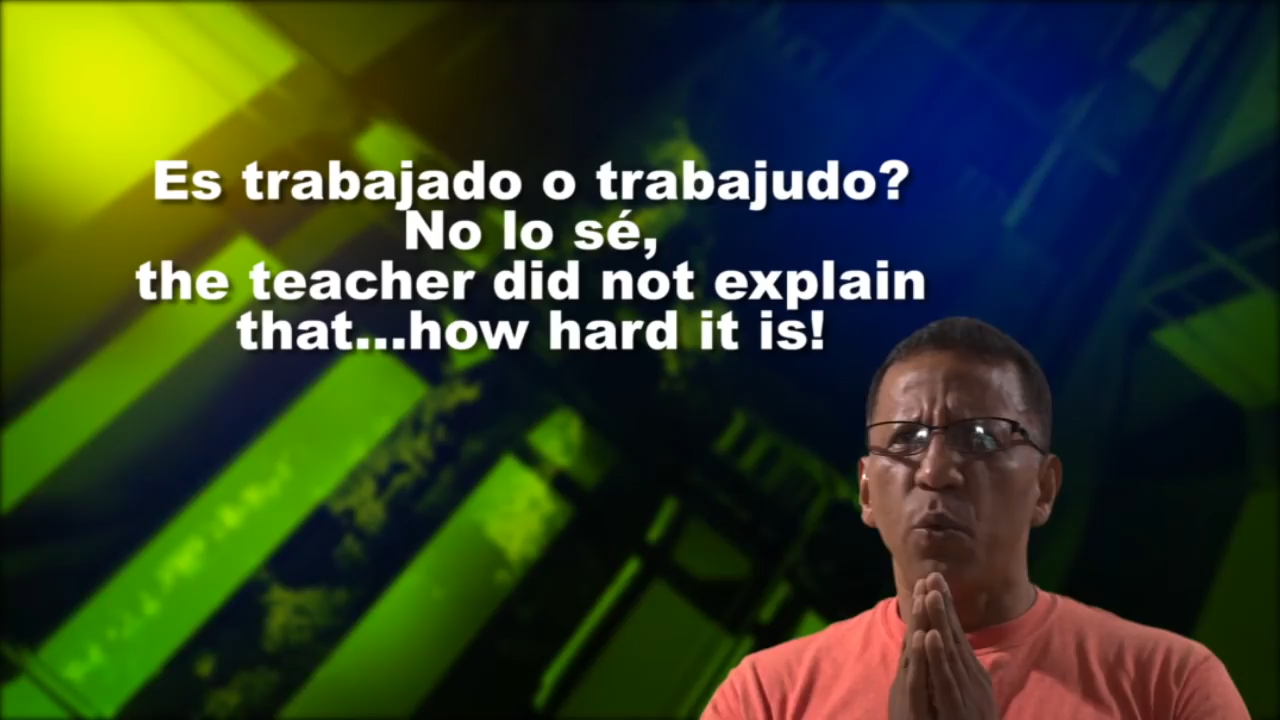 Es trabajado o trabajudo?
No lo sé,
the teacher did not explain
that...how hard it is!